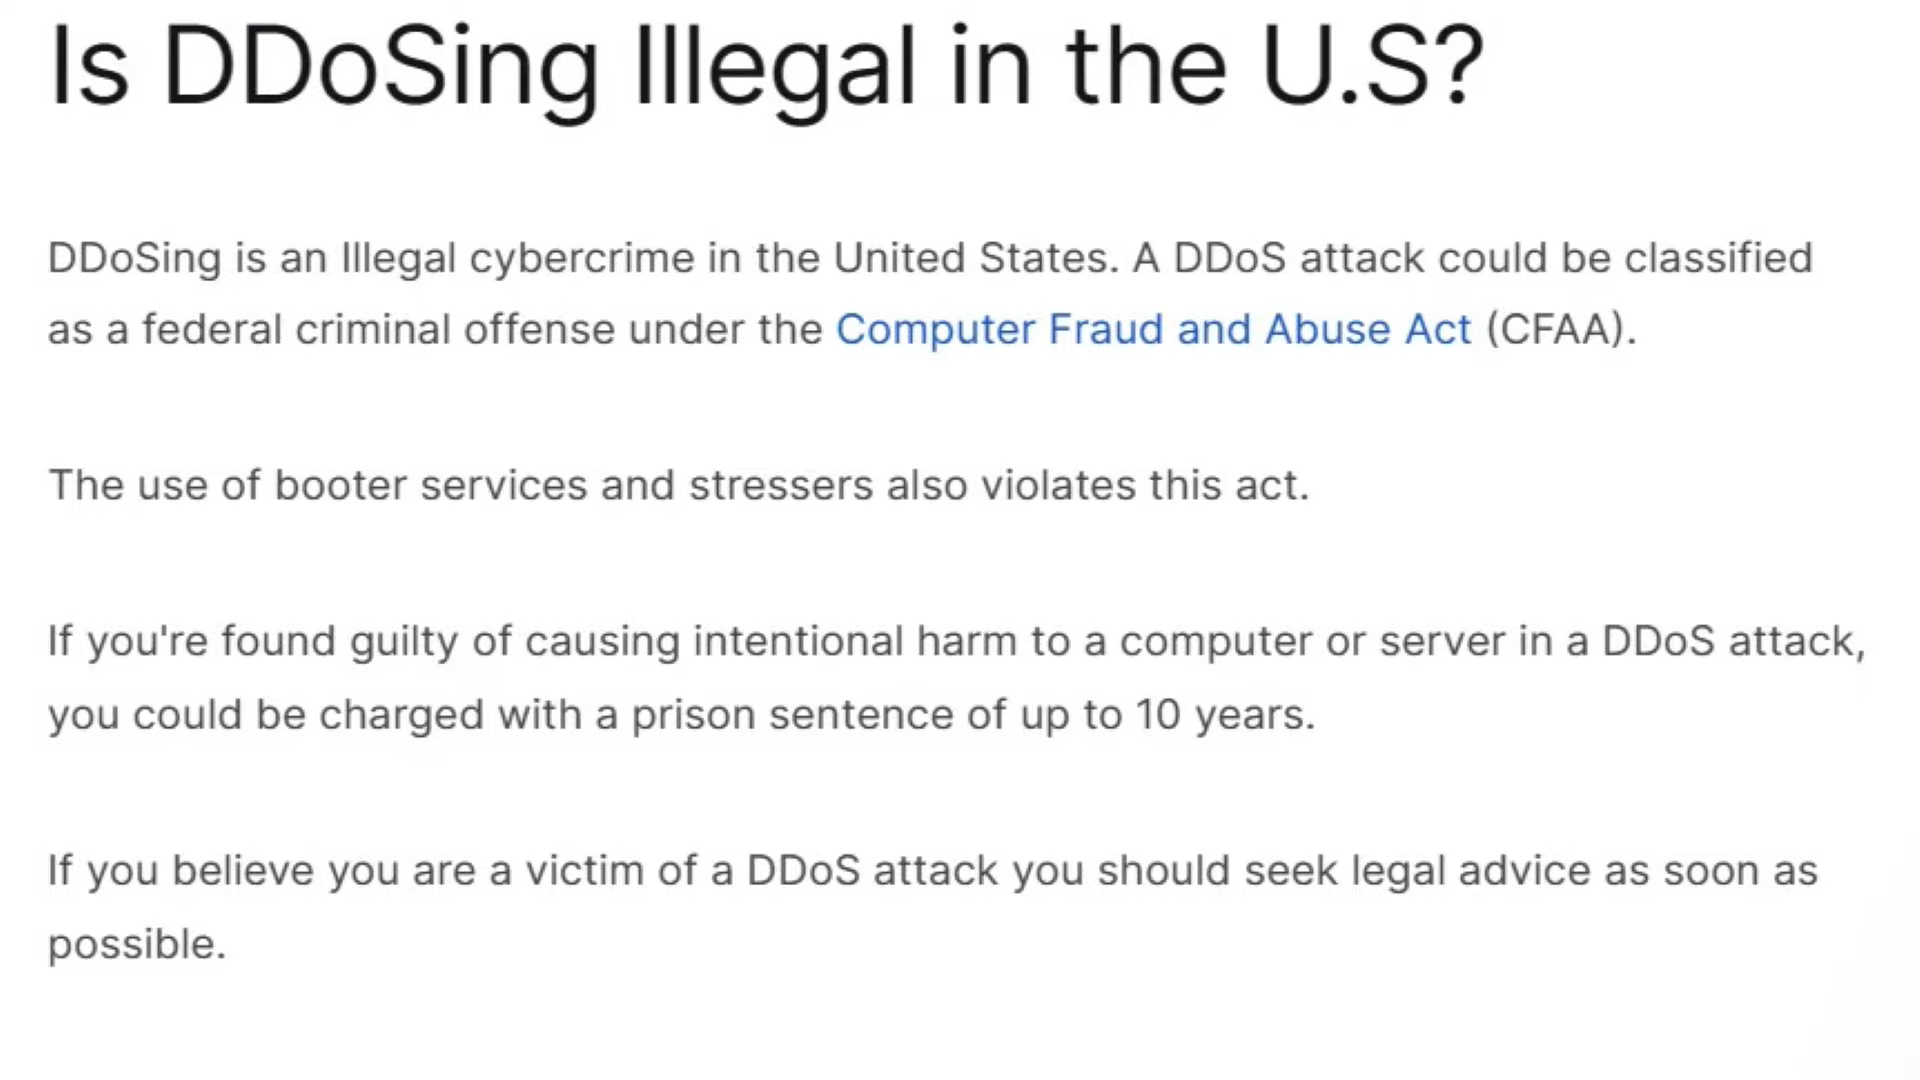 Is DDoSing Illegal in the U.S?
DDoSing is an Illegal cybercrime in the United States. A DDoS attack could be classified
as a federal criminal offense under the Computer Fraud and Abuse Act (CFAA).
The use of booter services and stressers also violates this act.
If you're found guilty of causing intentional harm to a computer or server in a DDoS attack,
you could be charged with a prison sentence of up to 10 years.
If you believe you are a victim of a DDoS attack you should seek legal advice as soon as
possible.